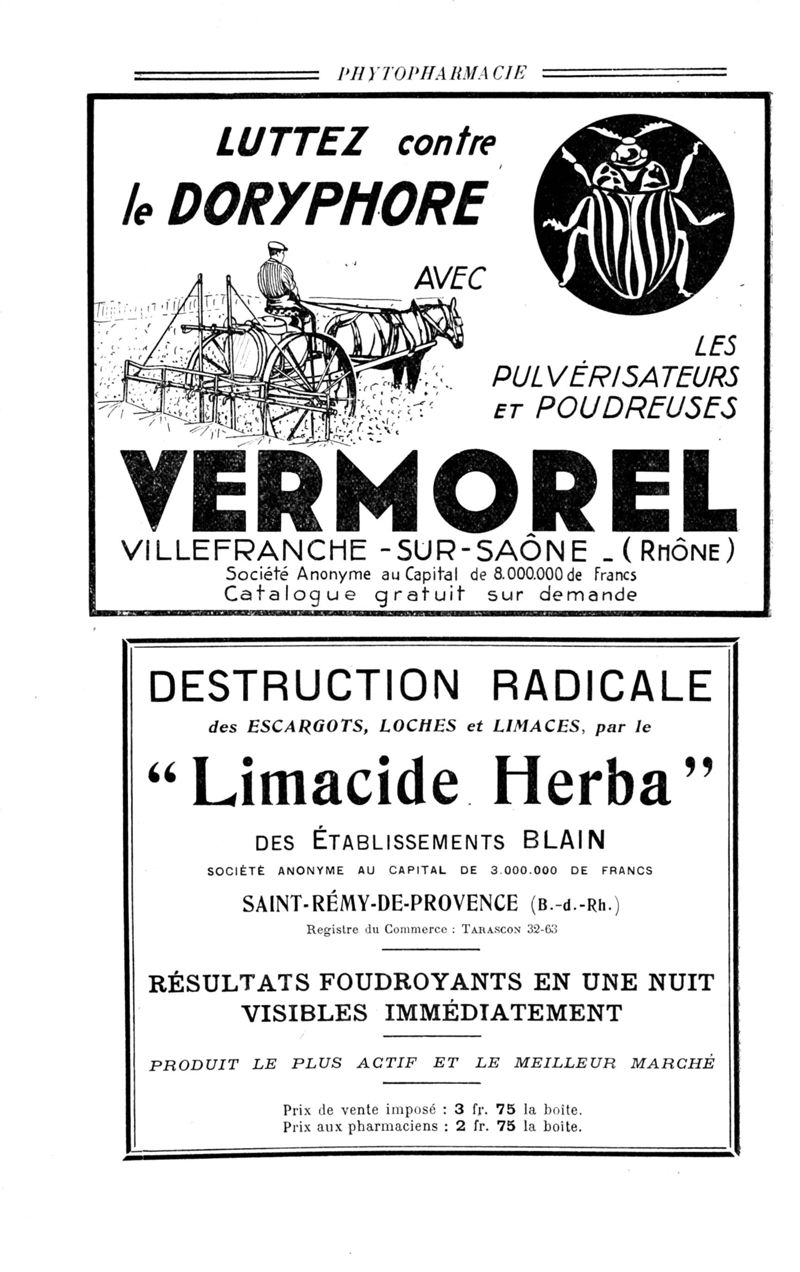 PHYTOPHARMACIE
LUTTEZ contre
le DORYPHORE
AVEC
LES
PULVÉRISATEURS
ET POUDREUSES
VERMOREL
VILLEFRANCHE-SUR-SAÔNE - (RHÔNE)
Société Anonyme au Capital de 8.000.000 de Francs
Catalogue gratuit sur demande
DESTRUCTION RADICALE
des ESCARGOTS, LOCHES et LIMACES, par le
“Limacide Herba”
DES ÉTABLISSEMENTS BLAIN
SOCIÉTÉ ANONYME AU CAPITAL DE 3.000.000 DE FRANCS
SAINT-RÉMY-DE-PROVENCE (B.-d.-Rh.)
Registre du Commerce : TARASCON 32-63
RÉSULTATS FOUDROYANTS EN UNE NUIT
VISIBLES IMMÉDIATEMENT
PRODUIT LE PLUS ACTIF ET LE MEILLEUR MARCHÉ
Prix de vente imposé : 3 fr. 75 la boîte.
Prix aux pharmaciens : 2 fr. 75 la boîte.